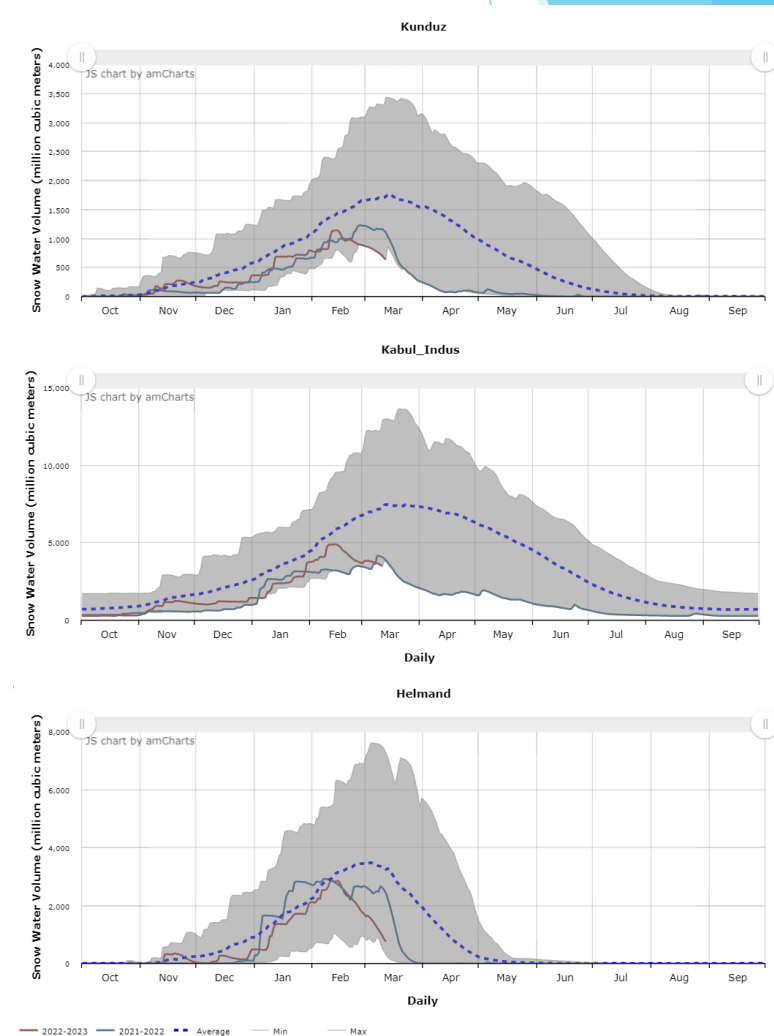 Kunduz
Snow Water Volume (million cubic meters)
JS chart by amCharts
4,000
3,500
3,000
2,500
2,000
1,500
1,000
500
0
Oct Nov Dec Jan Feb Mar Apr May Jun Jul Aug Sep
Kabul_Indus
Snow Water Volume (million cubic meters)
JS chart by amCharts
15,000
10,000
5,000
0
Oct Nov Dec Jan Feb Mar Apr May Jun Jul Aug Sep
Daily
Helmand
Snow Water Volume (million cubic meters)
JS chart by amCharts
8,000
6,000
4,000
2,000
0
Oct Nov Dec Jan Feb Mar Apr May Jun Jul Aug Sep
Daily
2022-2023 2021-2022 Average Min Max